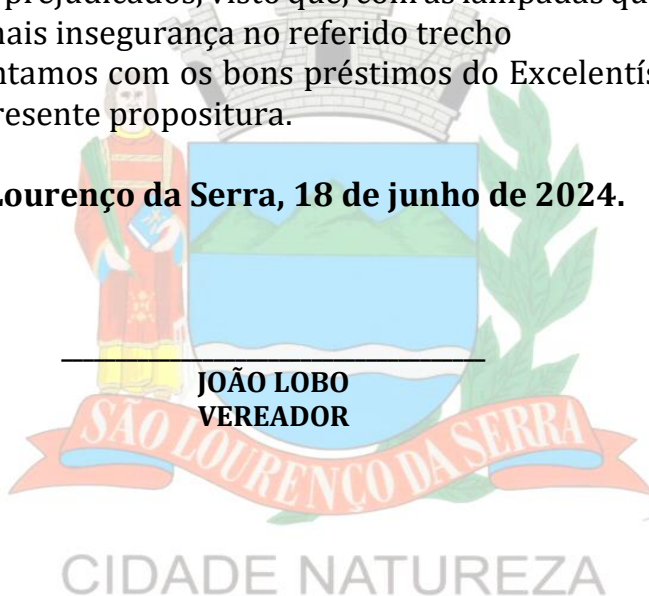 prejudicados, visto que, com as lâmpadas
mais insegurança no referido trecho
ntamos com os bons préstimos do Excelentís
resente propositura.
Lourenço da Serra, 18 de junho de 2024.
JOÃO LOBO
VEREADOR
SÃO LOURENÇO DA SERRA
CIDADE NATUREZA